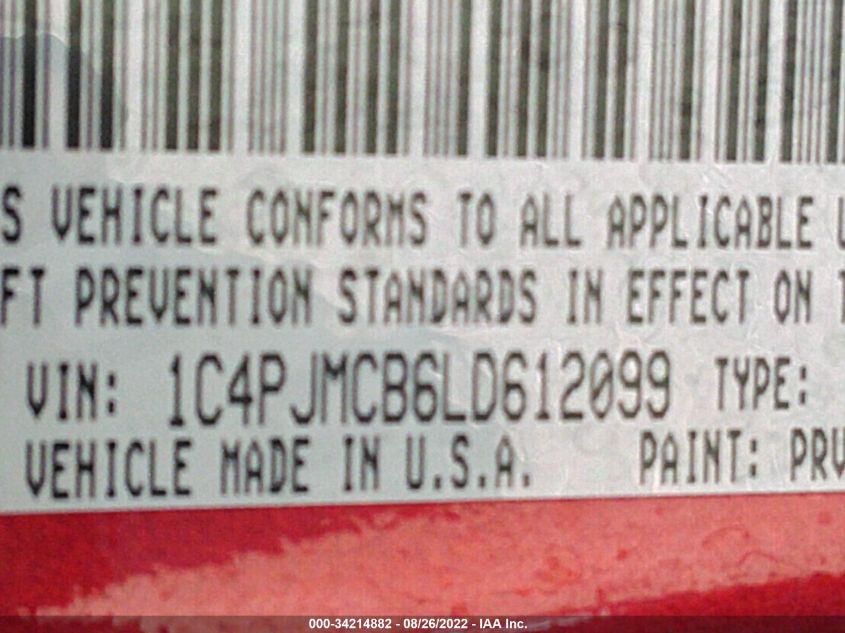 S VEHICLE CONFORMS TO ALL APPLICABLE U
FT PREVENTION STANDARDS IN EFFECT ON T
VIN: 1C4PJMCB6LD612099 TYPE:
VEHICLE MADE IN U.S.A. PAINT: PRV
000-34214882 - 08/26/2022 - IAA Inc.